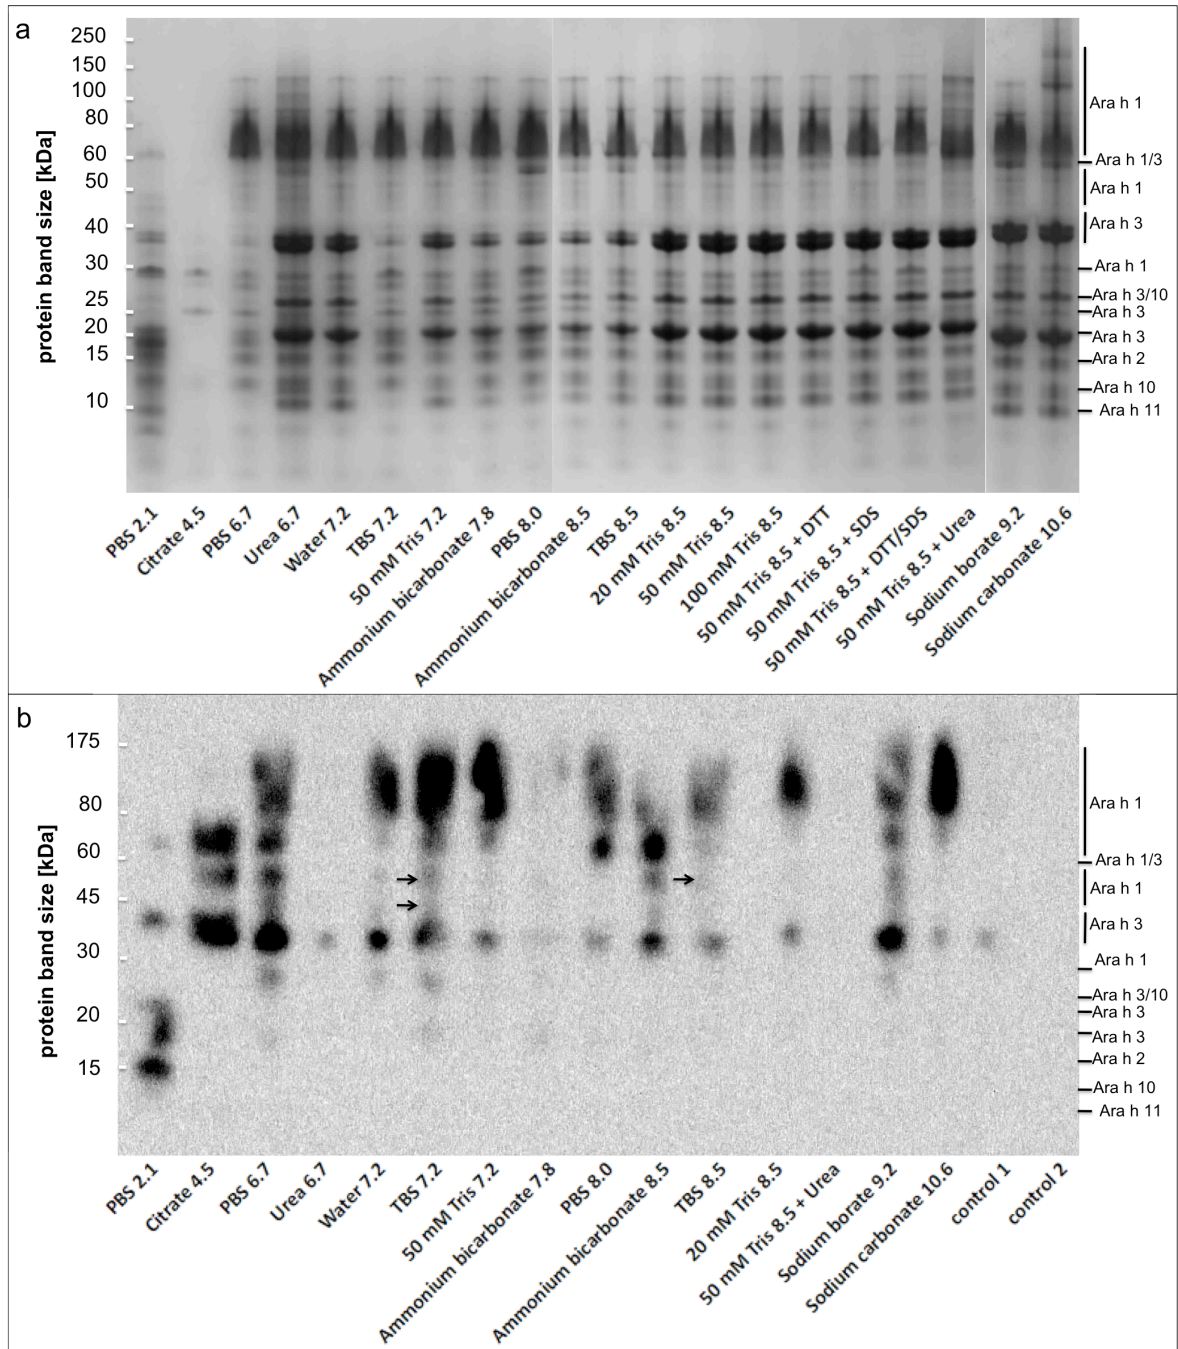 a
protein band size [kDa]
250
150
100
80
60
50
40
30
25
20
15
10
Ara h 1
Ara h 1/3
Ara h 1
Ara h 3
Ara h 1
Ara h 3/10
Ara h 3
Ara h 3
Ara h 2
Ara h 10
Ara h 11
PBS 2.1
Citrate 4.5
PBS 6.7
Urea 6.7
Water 7.2
TBS 7.2
50 mM Tris 7.2
Ammonium bicarbonate 7.8
PBS 8.0
Ammonium bicarbonate 8.5
TBS 8.5
20 mM Tris 8.5
50 mM Tris 8.5
100 mM Tris 8.5
50 mM Tris 8.5 + DTT
50 mM Tris 8.5 + SDS
50 mM Tris 8.5 + DTT/SDS
50 mM Tris 8.5 + Urea
Sodium borate 9.2
Sodium carbonate 10.6
b
protein band size [kDa]
175
80
60
45
30
20
15
Ara h 1
Ara h 1/3
Ara h 1
Ara h 3
Ara h 1
Ara h 3/10
Ara h 3
Ara h 3
Ara h 2
Ara h 10
Ara h 11
PBS 2.1
Citrate 4.5
PBS 6.7
Urea 6.7
Water 7.2
TBS 7.2
50 mM Tris 7.2
Ammonium bicarbonate 7.8
PBS 8.0
Ammonium bicarbonate 8.5
TBS 8.5
20 mM Tris 8.5
50 mM Tris 8.5 + Urea
Sodium borate 9.2
Sodium carbonate 10.6
control 1
control 2